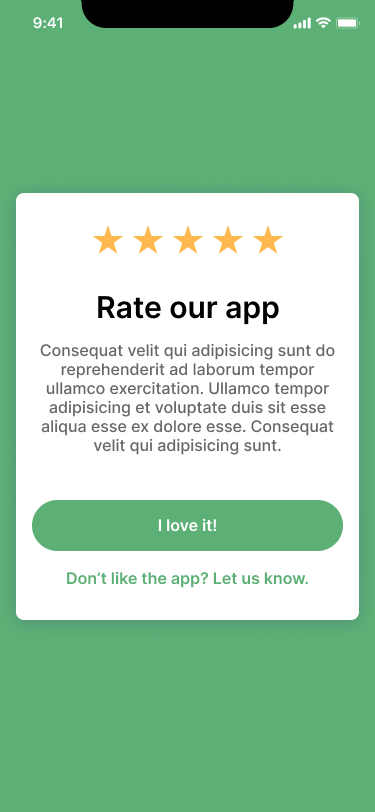 9:41
Rate our app
Consequat velit qui adipisicing sunt do
reprehenderit ad laborum tempor
ullamco exercitation. Ullamco tempor
adipisicing et voluptate duis sit esse
aliqua esse ex dolore esse. Consequat
velit qui adipisicing sunt.
I love it!
Don’t like the app? Let us know.